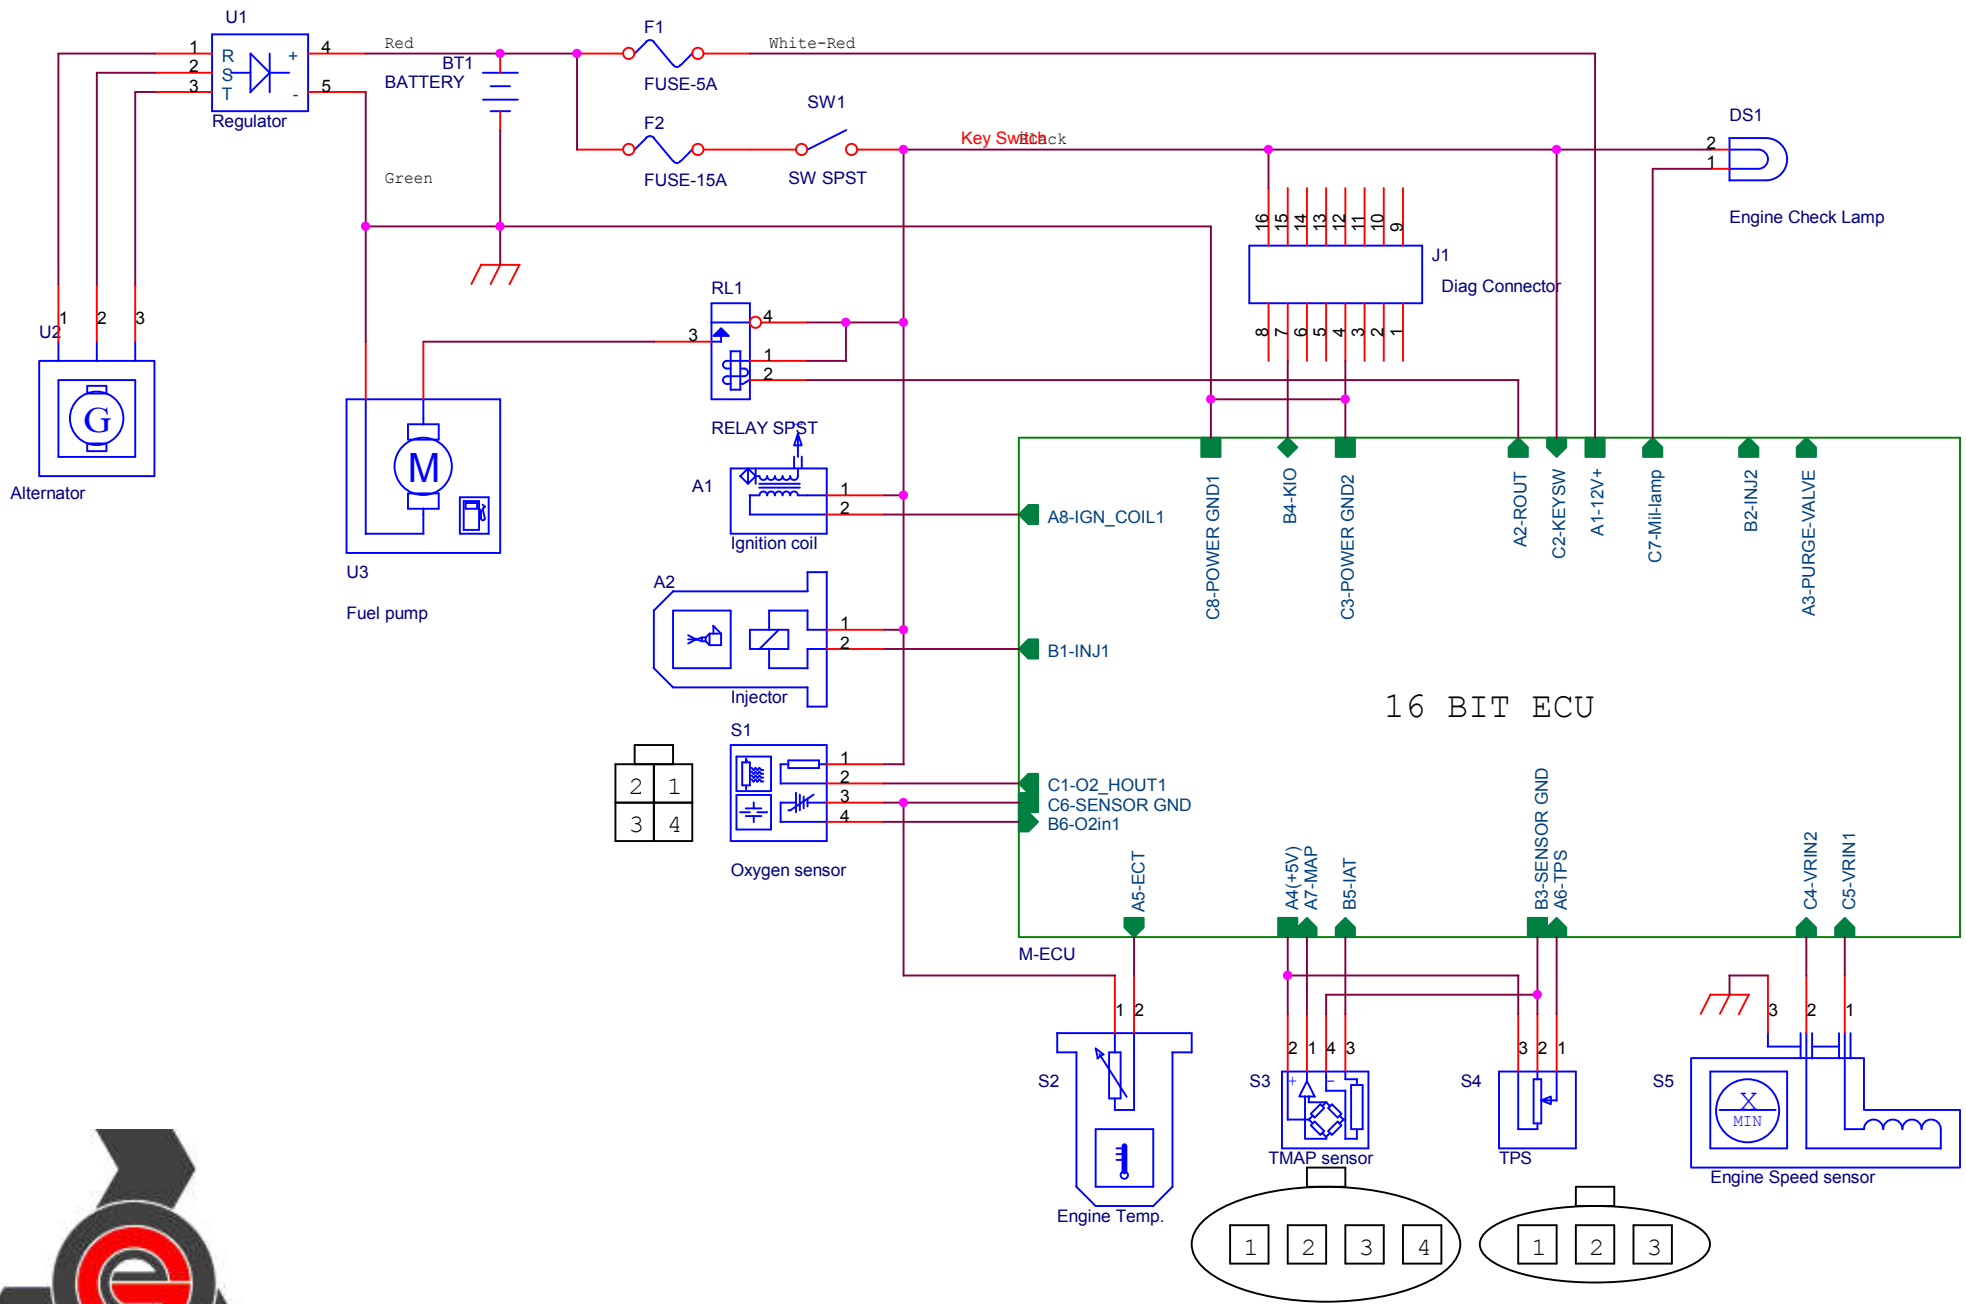 U1
1 R + 4
2 S
3 T - 5
Regulator
Red
BT1
BATTERY
Green
F1
FUSE-5A
White-Red
F2
FUSE-15A
SW1
SW SPST
Key Switch
Black
DS1
2
1
Engine Check Lamp
16 15 14 13 12 11 10 9
J1
Diag Connector
8 7 6 5 4 3 2 1
U2
1 2 3
G
Alternator
RL1
4
3
1
2
RELAY SPST
M
U3
Fuel pump
A1
1
2
Ignition coil
A2
1
2
Injector
S1
1
2
3
4
Oxygen sensor
2 1
3 4
A8-IGN_COIL1
B1-INJ1
C1-O2_HOUT1
C6-SENSOR GND
B6-O2in1
C8-POWER GND1
B4-KIO
C3-POWER GND2
A2-ROUT
C2-KEYSW
A1-12V+
C7-Mil-lamp
B2-INJ2
A3-PURGE-VALVE
16 BIT ECU
A5-ECT
A4(+5V)
A7-MAP
B5-IAT
B3-SENSOR GND
A6-TPS
C4-VRIN2
C5-VRIN1
M-ECU
1 2
S2
Engine Temp.
2 1 4 3
S3
+ -
TMAP sensor
1 2 3 4
3 2 1
S4
TPS
1 2 3
3 2 1
S5
X
MIN
Engine Speed sensor
e